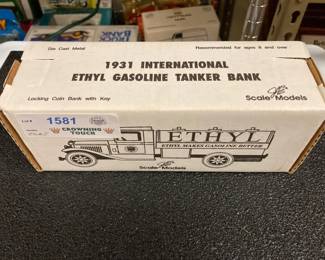 Die Cast Metal
Recommended for ages 8 and over
1931 INTERNATIONAL
ETHYL GASOLINE TANKER BANK
Locking Coin Bank with Key
Scale Models
Lot #
1581
CROWNING
TOUCH
ETHYL
ETHYL MAKES GASOLINE BETTER
Scale Models